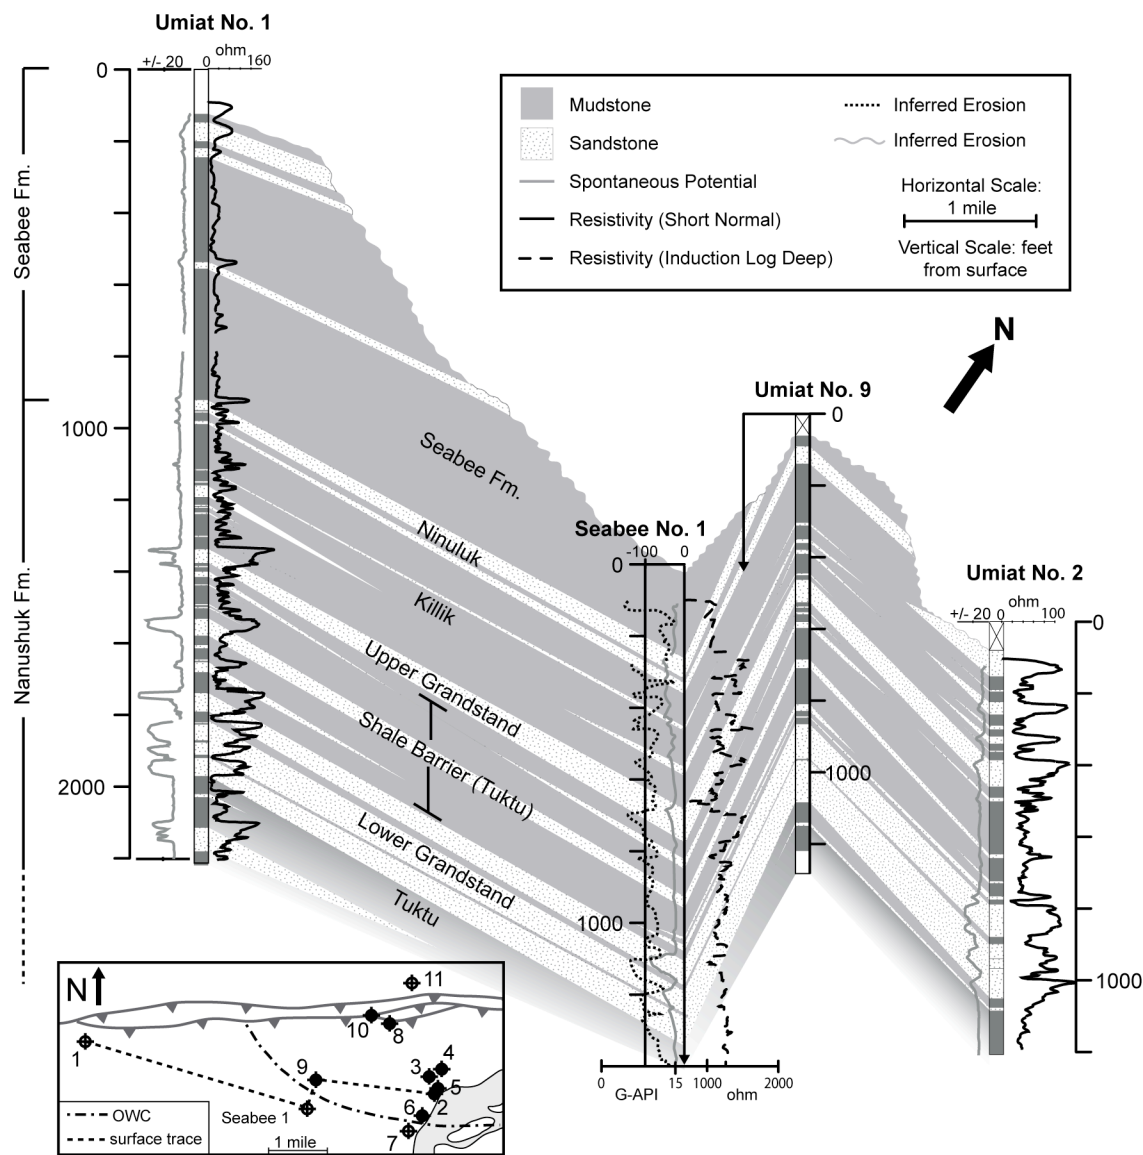 Umiat No. 1
+/- 20 0 ohm 160
0
1000
2000
Seabee Fm.
Nanushuk Fm.
Mudstone
Sandstone
Spontaneous Potential
Resistivity (Short Normal)
Resistivity (Induction Log Deep)
Inferred Erosion
Inferred Erosion
Horizontal Scale:
1 mile
Vertical Scale: feet
from surface
N
Umiat No. 9
0
1000
Seabee No. 1
-100 0
0
1000
0 15 1000 2000
G-API ohm
Umiat No. 2
+/- 20 0 ohm 100
0
1000
Seabee Fm.
Ninuluk
Killik
Upper Grandstand
Shale Barrier (Tuktu)
Lower Grandstand
Tuktu
N
11
10
8
1
9
3
4
5
2
6
7
Seabee 1
OWC
surface trace
1 mile